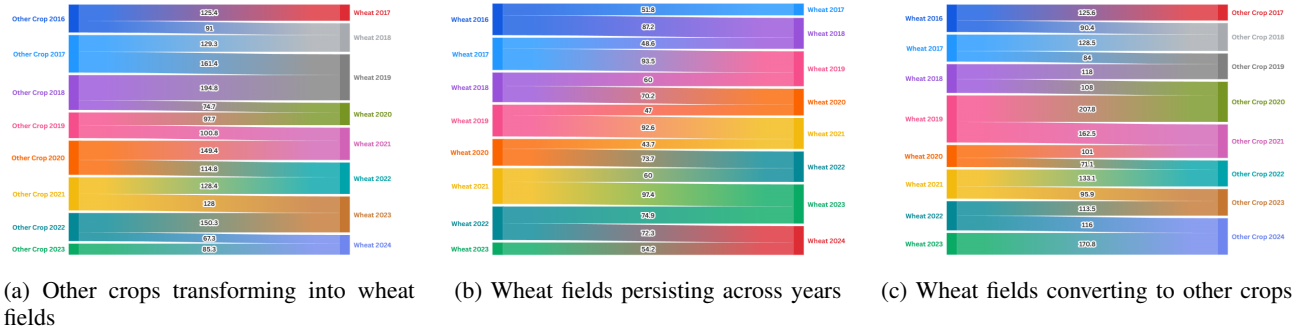 Other Crop 2016
Other Crop 2017
Other Crop 2018
Other Crop 2019
Other Crop 2020
Other Crop 2021
Other Crop 2022
Other Crop 2023
125.4
91
129.3
161.4
194.8
74.7
97.7
100.8
149.4
114.8
128.4
128
150.3
67.3
85.3
Wheat 2017
Wheat 2018
Wheat 2019
Wheat 2020
Wheat 2021
Wheat 2022
Wheat 2023
Wheat 2024
(a) Other crops transforming into wheat
fields
Wheat 2016
Wheat 2017
Wheat 2018
Wheat 2019
Wheat 2020
Wheat 2021
Wheat 2022
Wheat 2023
51.8
87.2
48.6
93.5
60
70.2
47
92.6
43.7
73.7
60
97.4
74.9
72.3
54.2
Wheat 2017
Wheat 2018
Wheat 2019
Wheat 2020
Wheat 2021
Wheat 2022
Wheat 2023
Wheat 2024
(b) Wheat fields persisting across years
Wheat 2016
Wheat 2017
Wheat 2018
Wheat 2019
Wheat 2020
Wheat 2021
Wheat 2022
Wheat 2023
125.6
90.4
128.5
84
118
108
207.8
162.5
101
71.1
133.1
95.9
113.5
116
170.8
Other Crop 2017
Other Crop 2018
Other Crop 2019
Other Crop 2020
Other Crop 2021
Other Crop 2022
Other Crop 2023
Other Crop 2024
(c) Wheat fields converting to other crops